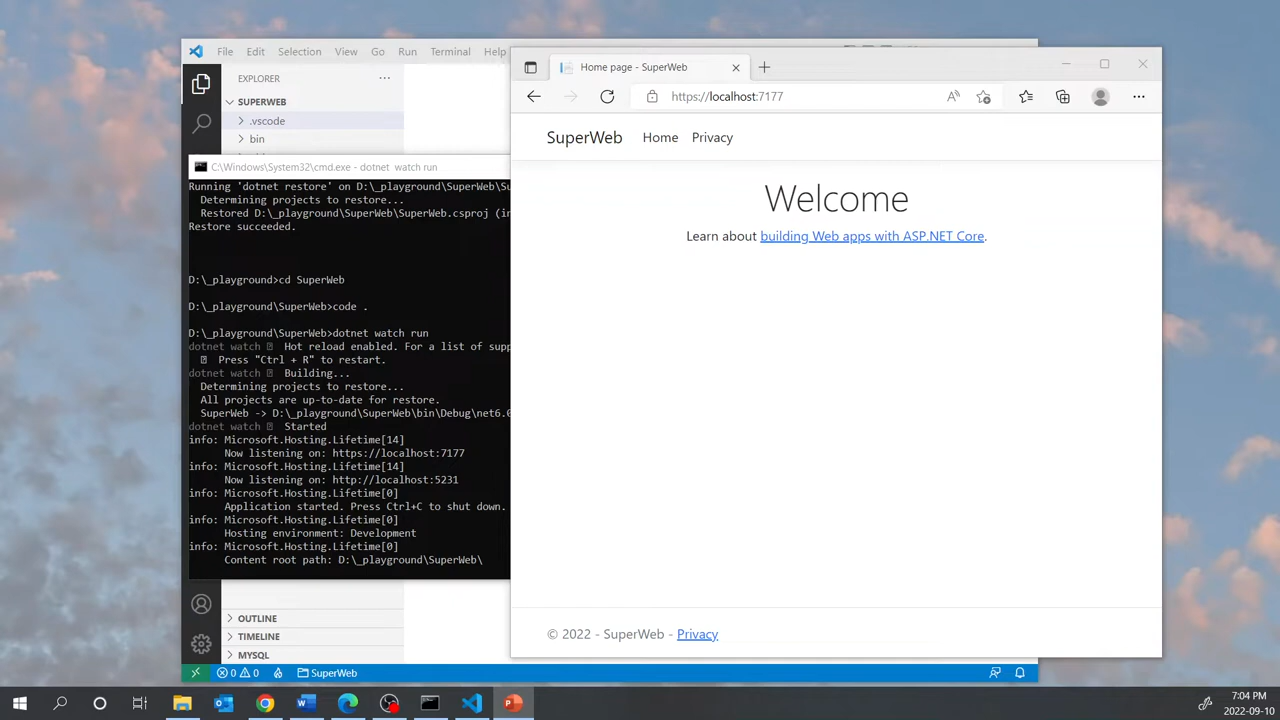 File Edit Selection View Go Run Terminal Help
EXPLORER
SUPERWEB
.vscode
bin
C:\Windows\System32\cmd.exe - dotnet  watch run
Running 'dotnet restore' on D:\_playground\SuperWeb\Su
Determining projects to restore...
Restored D:\_playground\SuperWeb\SuperWeb.csproj (in
Restore succeeded.
D:\_playground>cd SuperWeb
D:\_playground\SuperWeb>code .
D:\_playground\SuperWeb>dotnet watch run
dotnet watch Hot reload enabled. For a list of supp
Press "Ctrl + R" to restart.
dotnet watch Building...
Determining projects to restore...
All projects are up-to-date for restore.
SuperWeb -> D:\_playground\SuperWeb\bin\Debug\net6.0
dotnet watch Started
info: Microsoft.Hosting.Lifetime[14]
Now listening on: https://localhost:7177
info: Microsoft.Hosting.Lifetime[14]
Now listening on: http://localhost:5231
info: Microsoft.Hosting.Lifetime[0]
Application started. Press Ctrl+C to shut down.
info: Microsoft.Hosting.Lifetime[0]
Hosting environment: Development
info: Microsoft.Hosting.Lifetime[0]
Content root path: D:\_playground\SuperWeb\
OUTLINE
TIMELINE
MYSQL
0 0 SuperWeb
Home page - SuperWeb
https://localhost:7177
SuperWeb Home Privacy
Welcome
Learn about building Web apps with ASP.NET Core.
© 2022 - SuperWeb - Privacy
7:04 PM
2022-09-10